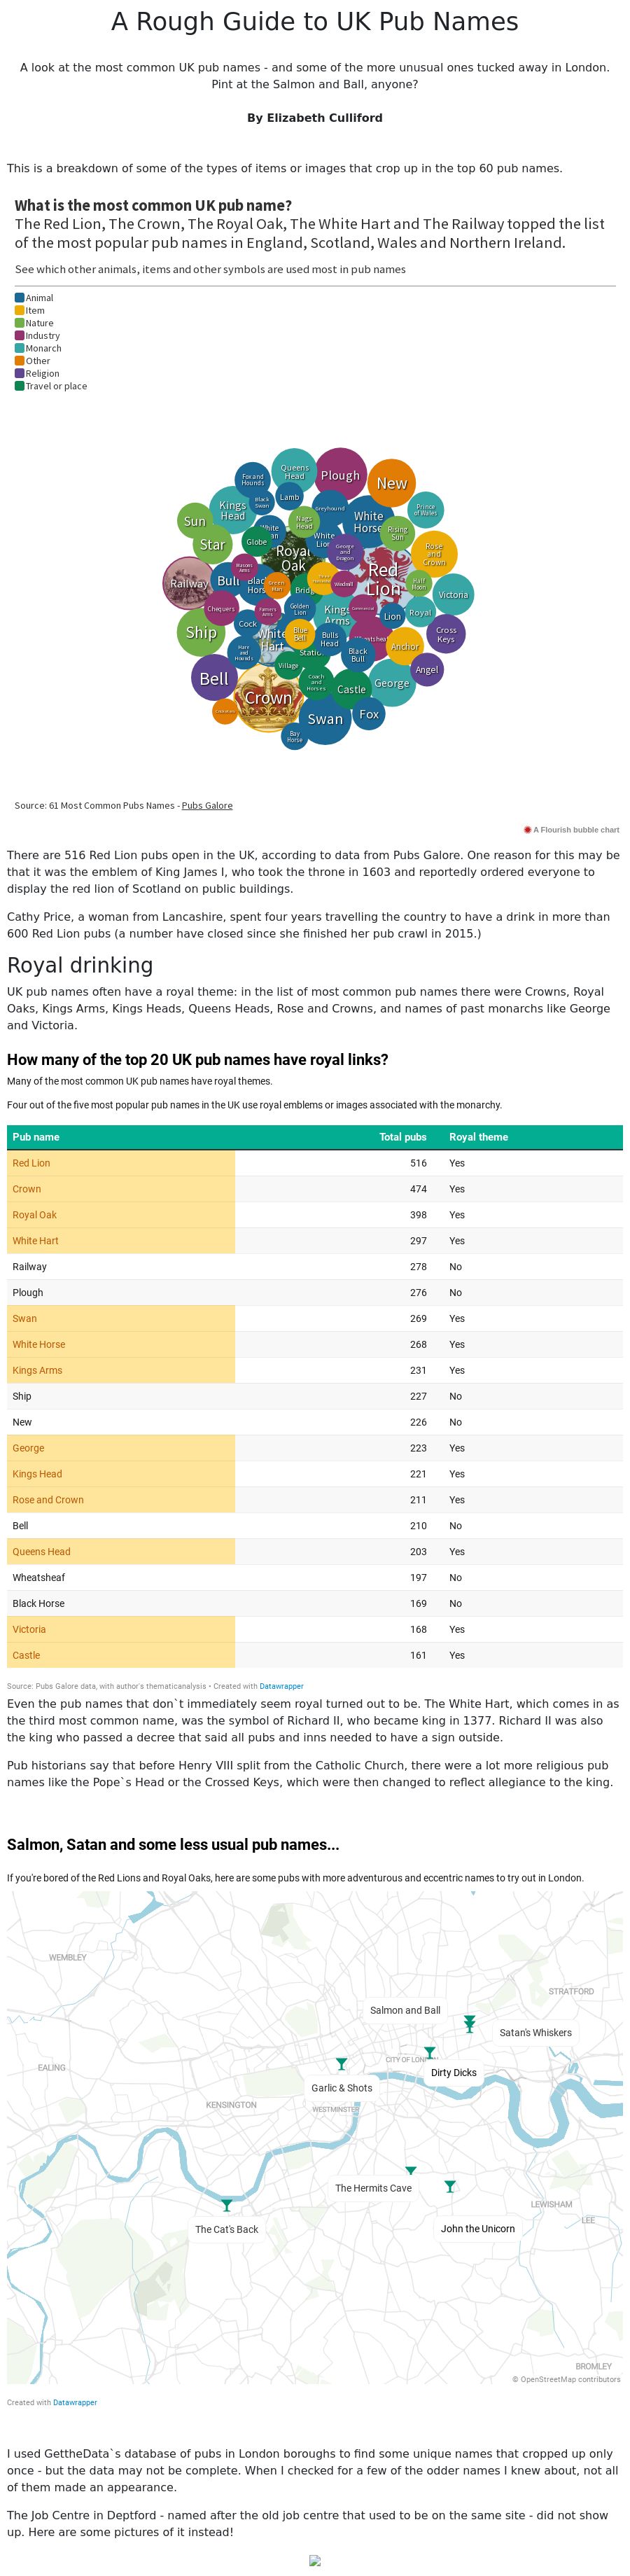 A Rough Guide to UK Pub Names
A look at the most common UK pub names - and some of the more unusual ones tucked away in London.
Pint at the Salmon and Ball, anyone?
By Elizabeth Culliford
This is a breakdown of some of the types of items or images that crop up in the top 60 pub names.
What is the most common UK pub name?
The Red Lion, The Crown, The Royal Oak, The White Hart and The Railway topped the list
of the most popular pub names in England, Scotland, Wales and Northern Ireland.
See which other animals, items and other symbols are used most in pub names
Animal
Item
Nature
Industry
Monarch
Other
Religion
Travel or place
Queens
Head
Plough
Fox and
Hounds
New
Black
Swan
Lamb
Kings
Head
Greyhound
Prince
of Wales
Sun
Nags
Head
White
Horse
White
Star
Globe
White
Lion
Rising
Sun
Rose
and
Crown
George
and
Dragon
Royal
Oak
Masons
Arms
Red
Lion
Railway
Bull
Black
Green
Man
Half
Moon
Victoria
Chequers
Farmers
Arms
Golden
Lion
Kings
Arms
Lion
Royal
Cock
Ship
White
Hart
Blue
Bell
Bulls
Head
Cross
Keys
Anchor
Hare
and
Hounds
Black
Bull
Village
Angel
Bell
Coach
and
Horses
Castle
George
Crown
Swan
Fox
Bay
Horse
Source: 61 Most Common Pubs Names - Pubs Galore
A Flourish bubble chart
There are 516 Red Lion pubs open in the UK, according to data from Pubs Galore. One reason for this may be
that it was the emblem of King James I, who took the throne in 1603 and reportedly ordered everyone to
display the red lion of Scotland on public buildings.
Cathy Price, a woman from Lancashire, spent four years travelling the country to have a drink in more than
600 Red Lion pubs (a number have closed since she finished her pub crawl in 2015.)
Royal drinking
UK pub names often have a royal theme: in the list of most common pub names there were Crowns, Royal
Oaks, Kings Arms, Kings Heads, Queens Heads, Rose and Crowns, and names of past monarchs like George
and Victoria.
How many of the top 20 UK pub names have royal links?
Many of the most common UK pub names have royal themes.
Four out of the five most popular pub names in the UK use royal emblems or images associated with the monarchy.
Pub name Total pubs Royal theme
Red Lion 516 Yes
Crown 474 Yes
Royal Oak 398 Yes
White Hart 297 Yes
Railway 278 No
Plough 276 No
Swan 269 Yes
White Horse 268 Yes
Kings Arms 231 Yes
Ship 227 No
New 226 No
George 223 Yes
Kings Head 221 Yes
Rose and Crown 211 Yes
Bell 210 No
Queens Head 203 Yes
Wheatsheaf 197 No
Black Horse 169 No
Victoria 168 Yes
Castle 161 Yes
Source: Pubs Galore data, with author's thematicanalysis • Created with Datawrapper
Even the pub names that don`t immediately seem royal turned out to be. The White Hart, which comes in as
the third most common name, was the symbol of Richard II, who became king in 1377. Richard II was also
the king who passed a decree that said all pubs and inns needed to have a sign outside.
Pub historians say that before Henry VIII split from the Catholic Church, there were a lot more religious pub
names like the Pope`s Head or the Crossed Keys, which were then changed to reflect allegiance to the king.
Salmon, Satan and some less usual pub names...
If you're bored of the Red Lions and Royal Oaks, here are some pubs with more adventurous and eccentric names to try out in London.
WEMBLEY
STRATFORD
Salmon and Ball
Satan's Whiskers
CITY OF LONDON
EALING
Dirty Dicks
Garlic & Shots
KENSINGTON
WESTMINSTER
The Hermits Cave
LEWISHAM
LEE
The Cat's Back
John the Unicorn
BROMLEY
© OpenStreetMap contributors
Created with Datawrapper
I used GettheData`s database of pubs in London boroughs to find some unique names that cropped up only
once - but the data may not be complete. When I checked for a few of the odder names I knew about, not all
of them made an appearance.
The Job Centre in Deptford - named after the old job centre that used to be on the same site - did not show
up. Here are some pictures of it instead!